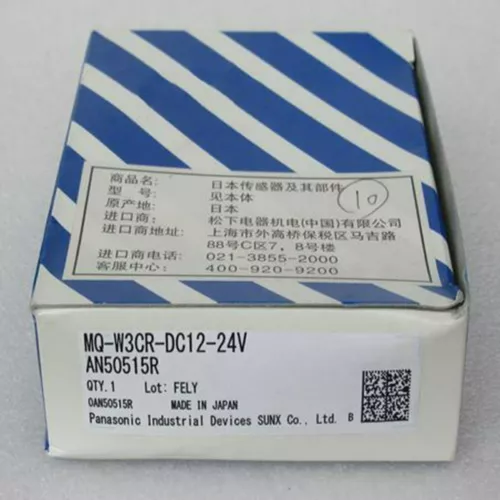 商品名: 日本传感器及其部件
型号: 见本体
原产地: 日本
进口商: 松下电器机电(中国)有限公司
进口商地址: 上海市外高桥保税区马吉路
88号C区7，8号楼
进口商电话: 021-3855-2000
客服中心: 400-920-9200
10
MQ-W3CR-DC12-24V
AN50515R
QTY.1 Lot: FELY
0AN50515R MADE IN JAPAN
Panasonic Industrial Devices SUNX Co., Ltd. B